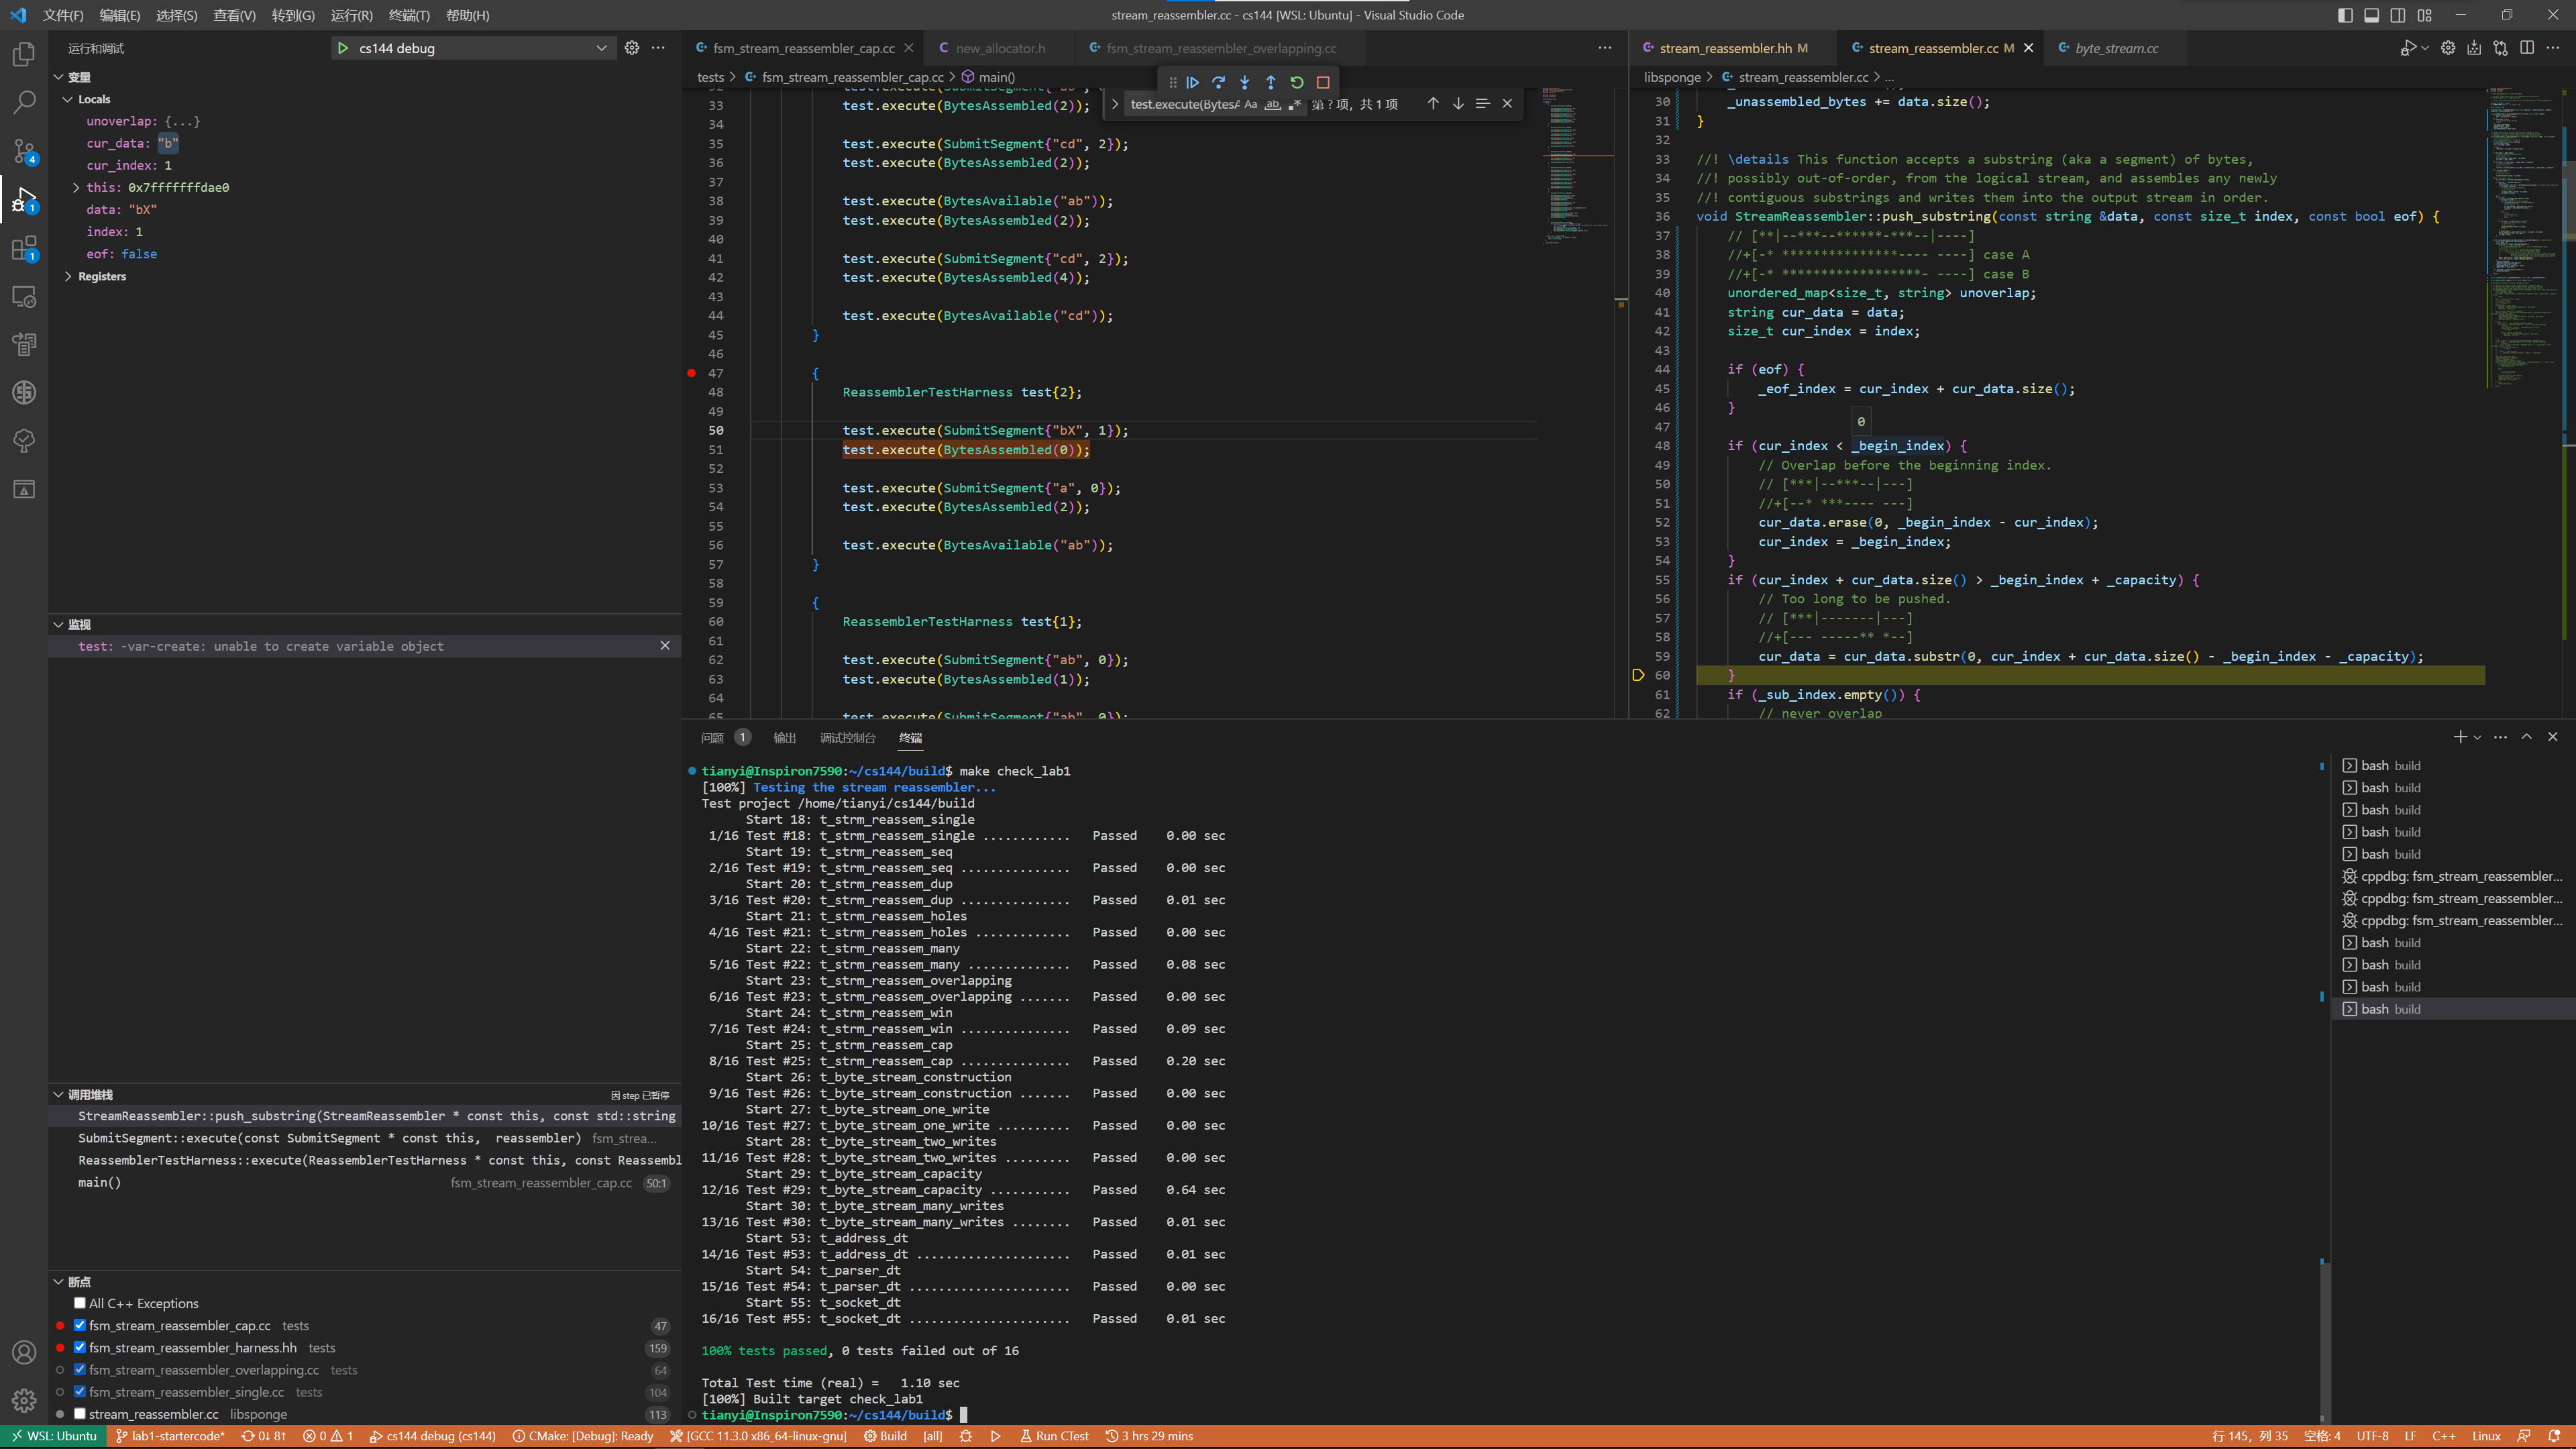 文件(F) 编辑(E) 选择(S) 查看(V) 转到(G) 运行(R) 终端(T) 帮助(H)
stream_reassembler.cc - cs144 [WSL: Ubuntu] - Visual Studio Code
运行和调试
cs144 debug
变量
Locals
unoverlap: {...}
cur_data: "b"
cur_index: 1
this: 0x7fffffffdae0
data: "bX"
index: 1
eof: false
Registers
监视
test: -var-create: unable to create variable object
调用堆栈
因 step 已暂停
StreamReassembler::push_substring(StreamReassembler * const this, const std::string
SubmitSegment::execute(const SubmitSegment * const this, reassembler) fsm_strea...
ReassemblerTestHarness::execute(ReassemblerTestHarness * const this, const Reassembl
main() fsm_stream_reassembler_cap.cc 50:1
断点
All C++ Exceptions
fsm_stream_reassembler_cap.cc tests 47
fsm_stream_reassembler_harness.hh tests 159
fsm_stream_reassembler_overlapping.cc tests 64
fsm_stream_reassembler_single.cc tests 104
stream_reassembler.cc libsponge 113
4
1
1
fsm_stream_reassembler_cap.cc new_allocator.h fsm_stream_reassembler_overlapping.cc
tests > fsm_stream_reassembler_cap.cc > main()
test.execute(BytesA Aa ab 第 ? 项, 共 1 项
33 test.execute(BytesAssembled(2));
34
35 test.execute(SubmitSegment{"cd", 2});
36 test.execute(BytesAssembled(2));
37
38 test.execute(BytesAvailable("ab"));
39 test.execute(BytesAssembled(2));
40
41 test.execute(SubmitSegment{"cd", 2});
42 test.execute(BytesAssembled(4));
43
44 test.execute(BytesAvailable("cd"));
45 }
46
47 {
48 ReassemblerTestHarness test{2};
49
50 test.execute(SubmitSegment{"bX", 1});
51 test.execute(BytesAssembled(0));
52
53 test.execute(SubmitSegment{"a", 0});
54 test.execute(BytesAssembled(2));
55
56 test.execute(BytesAvailable("ab"));
57 }
58
59 {
60 ReassemblerTestHarness test{1};
61
62 test.execute(SubmitSegment{"ab", 0});
63 test.execute(BytesAssembled(1));
64
65 test.execute(SubmitSegment{"ab", 0});
stream_reassembler.hh M stream_reassembler.cc M byte_stream.cc
libsponge > stream_reassembler.cc > ...
30 _unassembled_bytes += data.size();
31 }
32
33 //! \details This function accepts a substring (aka a segment) of bytes,
34 //! possibly out-of-order, from the logical stream, and assembles any newly
35 //! contiguous substrings and writes them into the output stream in order.
36 void StreamReassembler::push_substring(const string &data, const size_t index, const bool eof) {
37 // [**|--***--******-***--|----]
38 //+[-* ***************---- ----] case A
39 //+[-* ******************- ----] case B
40 unordered_map<size_t, string> unoverlap;
41 string cur_data = data;
42 size_t cur_index = index;
43
44 if (eof) {
45 _eof_index = cur_index + cur_data.size();
46 }
47 0
48 if (cur_index < _begin_index) {
49 // Overlap before the beginning index.
50 // [***|--***--|---]
51 //+[--* ***---- ---]
52 cur_data.erase(0, _begin_index - cur_index);
53 cur_index = _begin_index;
54 }
55 if (cur_index + cur_data.size() > _begin_index + _capacity) {
56 // Too long to be pushed.
57 // [***|-------|---]
58 //+[--- -----** *--]
59 cur_data = cur_data.substr(0, cur_index + cur_data.size() - _begin_index - _capacity);
60 }
61 if (_sub_index.empty()) {
62 // never overlap
问题 1 输出 调试控制台 终端
tianyi@Inspiron7590:~/cs144/build$ make check_lab1
[100%] Testing the stream reassembler...
Test project /home/tianyi/cs144/build
Start 18: t_strm_reassem_single
1/16 Test #18: t_strm_reassem_single ............ Passed 0.00 sec
Start 19: t_strm_reassem_seq
2/16 Test #19: t_strm_reassem_seq ............... Passed 0.00 sec
Start 20: t_strm_reassem_dup
3/16 Test #20: t_strm_reassem_dup ............... Passed 0.01 sec
Start 21: t_strm_reassem_holes
4/16 Test #21: t_strm_reassem_holes ............. Passed 0.00 sec
Start 22: t_strm_reassem_many
5/16 Test #22: t_strm_reassem_many .............. Passed 0.08 sec
Start 23: t_strm_reassem_overlapping
6/16 Test #23: t_strm_reassem_overlapping ....... Passed 0.00 sec
Start 24: t_strm_reassem_win
7/16 Test #24: t_strm_reassem_win ............... Passed 0.09 sec
Start 25: t_strm_reassem_cap
8/16 Test #25: t_strm_reassem_cap ............... Passed 0.20 sec
Start 26: t_byte_stream_construction
9/16 Test #26: t_byte_stream_construction ....... Passed 0.00 sec
Start 27: t_byte_stream_one_write
10/16 Test #27: t_byte_stream_one_write .......... Passed 0.00 sec
Start 28: t_byte_stream_two_writes
11/16 Test #28: t_byte_stream_two_writes ......... Passed 0.00 sec
Start 29: t_byte_stream_capacity
12/16 Test #29: t_byte_stream_capacity ........... Passed 0.64 sec
Start 30: t_byte_stream_many_writes
13/16 Test #30: t_byte_stream_many_writes ........ Passed 0.01 sec
Start 53: t_address_dt
14/16 Test #53: t_address_dt ..................... Passed 0.01 sec
Start 54: t_parser_dt
15/16 Test #54: t_parser_dt ...................... Passed 0.00 sec
Start 55: t_socket_dt
16/16 Test #55: t_socket_dt ...................... Passed 0.01 sec
100% tests passed, 0 tests failed out of 16
Total Test time (real) = 1.10 sec
[100%] Built target check_lab1
tianyi@Inspiron7590:~/cs144/build$
bash build
bash build
bash build
bash build
bash build
cppdbg: fsm_stream_reassembler...
cppdbg: fsm_stream_reassembler...
cppdbg: fsm_stream_reassembler...
bash build
bash build
bash build
bash build
WSL: Ubuntu lab1-startercode* 0↓ 8↑ 0 1 cs144 debug (cs144) CMake: [Debug]: Ready [GCC 11.3.0 x86_64-linux-gnu] Build [all] Run CTest 3 hrs 29 mins
行 145，列 35 空格: 4 UTF-8 LF C++ Linux